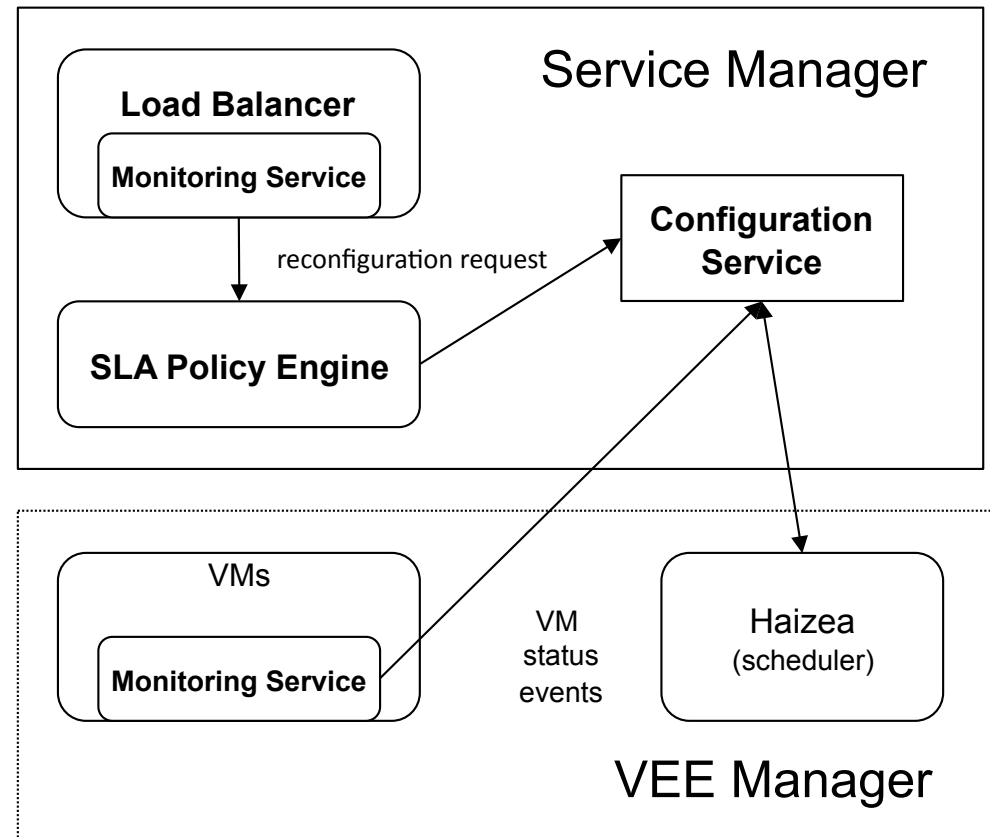 Service Manager
Load Balancer
Monitoring Service
Configuration
Service
reconfiguration request
SLA Policy Engine
VMs
Monitoring Service
VM
status
events
Haizea
(scheduler)
VEE Manager